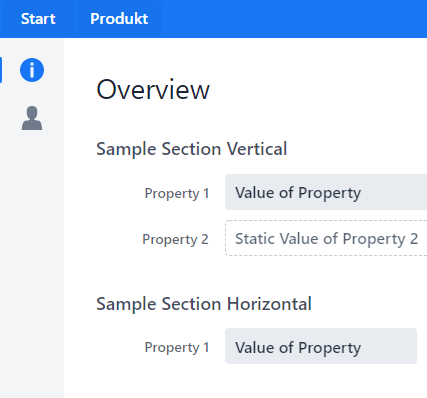 Start Produkt
Overview
Sample Section Vertical
Property 1 Value of Property
Property 2 Static Value of Property 2
Sample Section Horizontal
Property 1 Value of Property